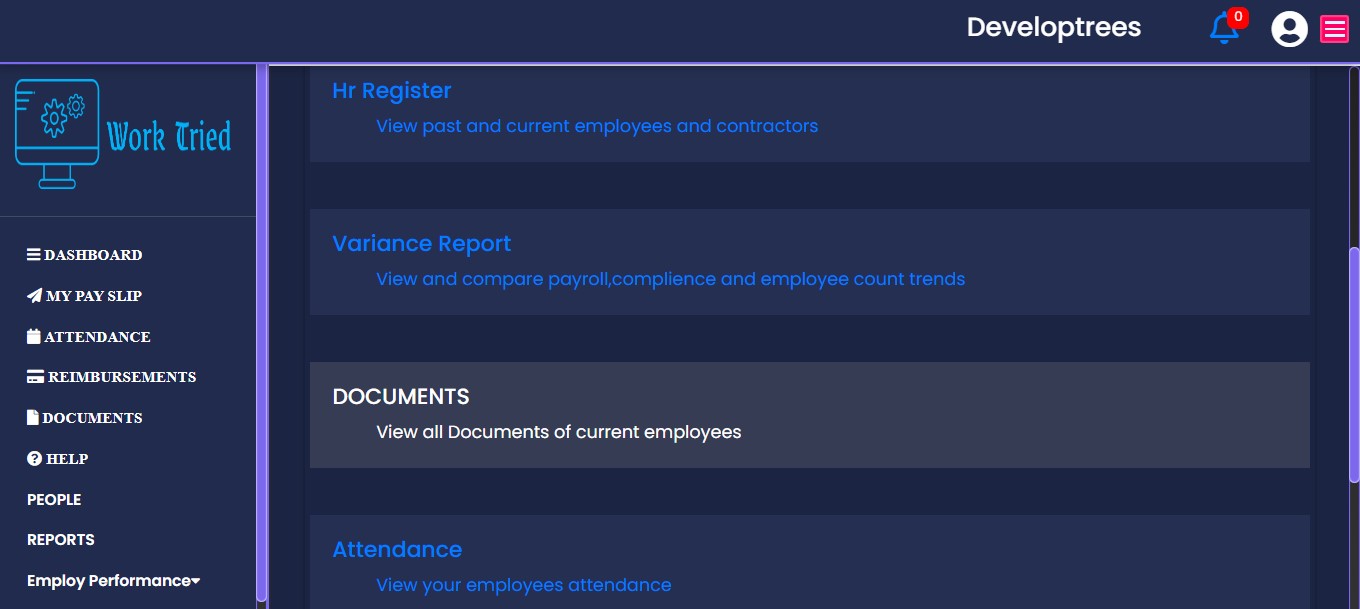 Developtrees
0
Work Tried
DASHBOARD
MY PAY SLIP
ATTENDANCE
REIMBURSEMENTS
DOCUMENTS
HELP
PEOPLE
REPORTS
Employ Performance
Hr Register
View past and current employees and contractors
Variance Report
View and compare payroll,complience and employee count trends
DOCUMENTS
View all Documents of current employees
Attendance
View your employees attendance